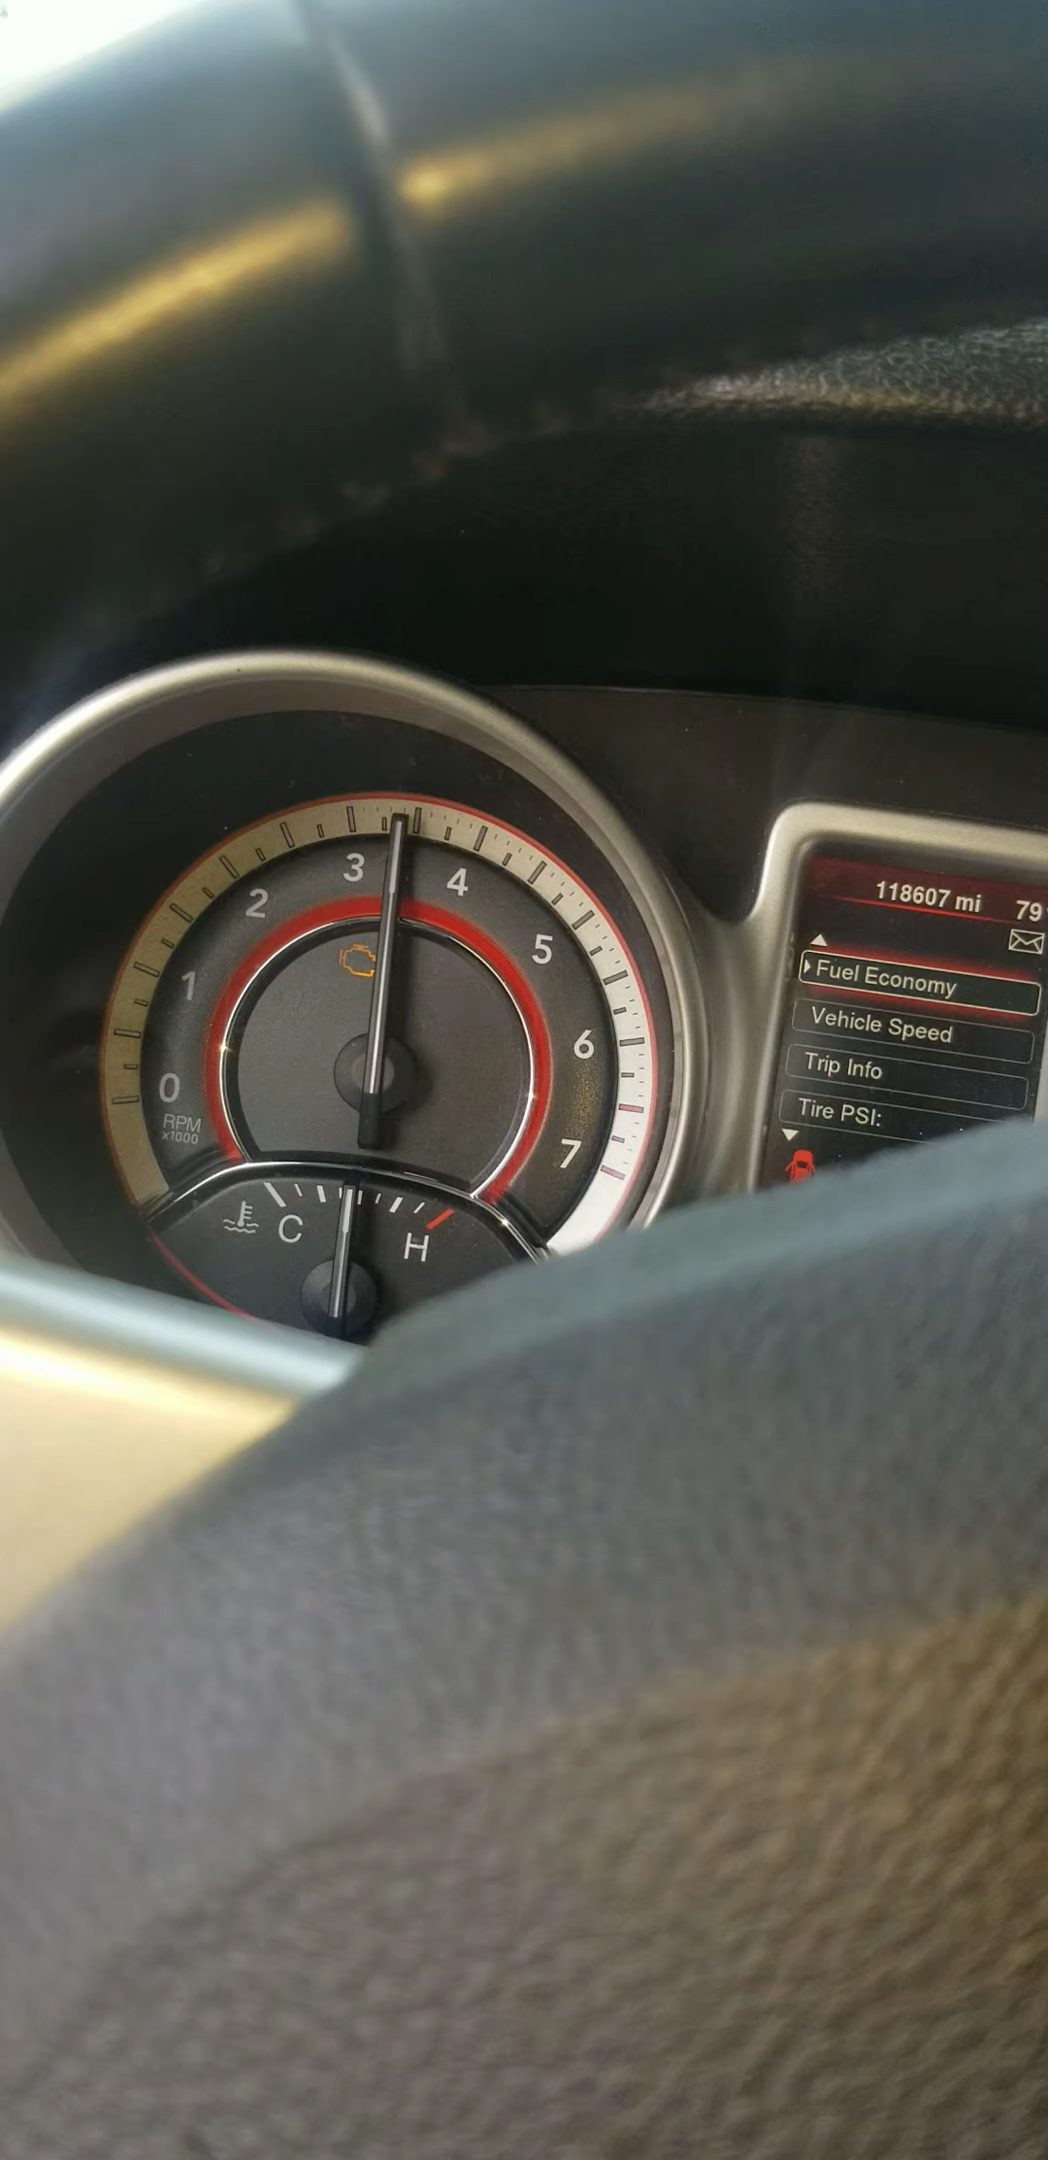 118607 mi 79
Fuel Economy
Vehicle Speed
Trip Info
Tire PSI:
0
1
2
3
4
5
6
7
RPM
x1000
C
H